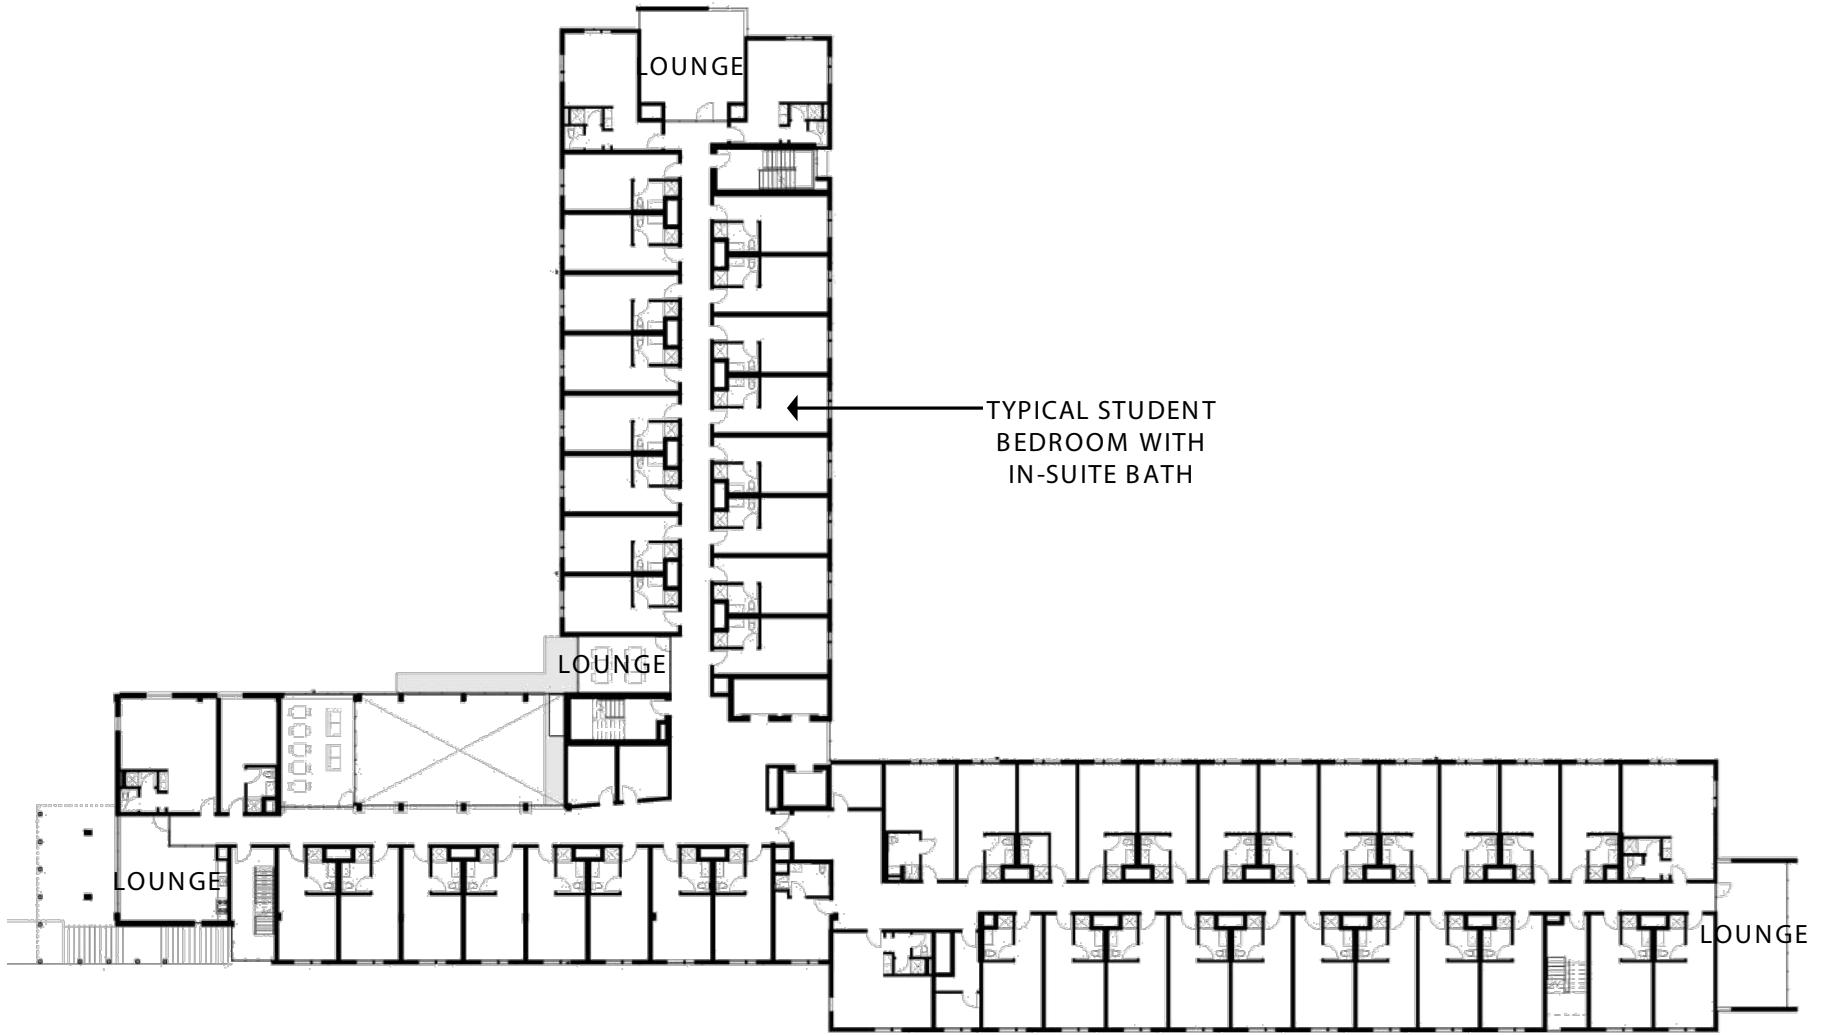 LOUNGE
TYPICAL STUDENT
BEDROOM WITH
IN-SUITE BATH
LOUNGE
LOUNGE
LOUNGE